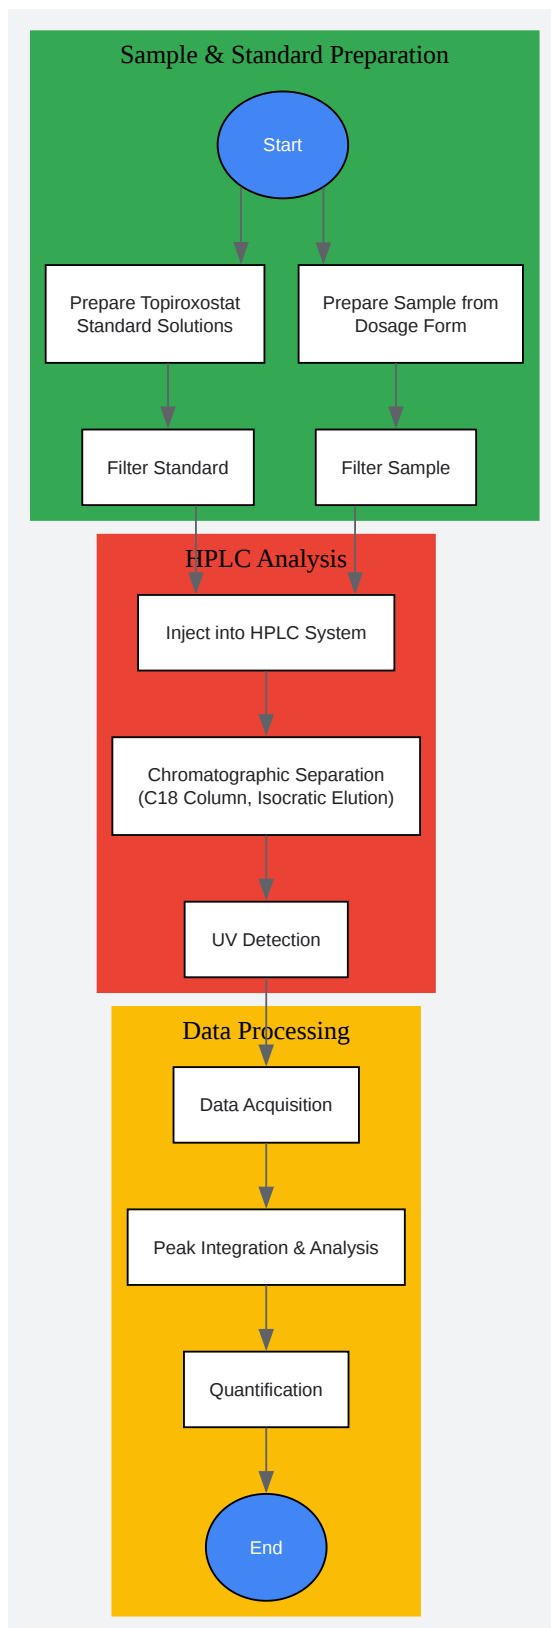 Sample & Standard Preparation
Start
Prepare Topiroxostat
Standard Solutions
Prepare Sample from
Dosage Form
Filter Standard
Filter Sample
HPLC Analysis
Inject into HPLC System
Chromatographic Separation
(C18 Column, Isocratic Elution)
UV Detection
Data Processing
Data Acquisition
Peak Integration & Analysis
Quantification
End